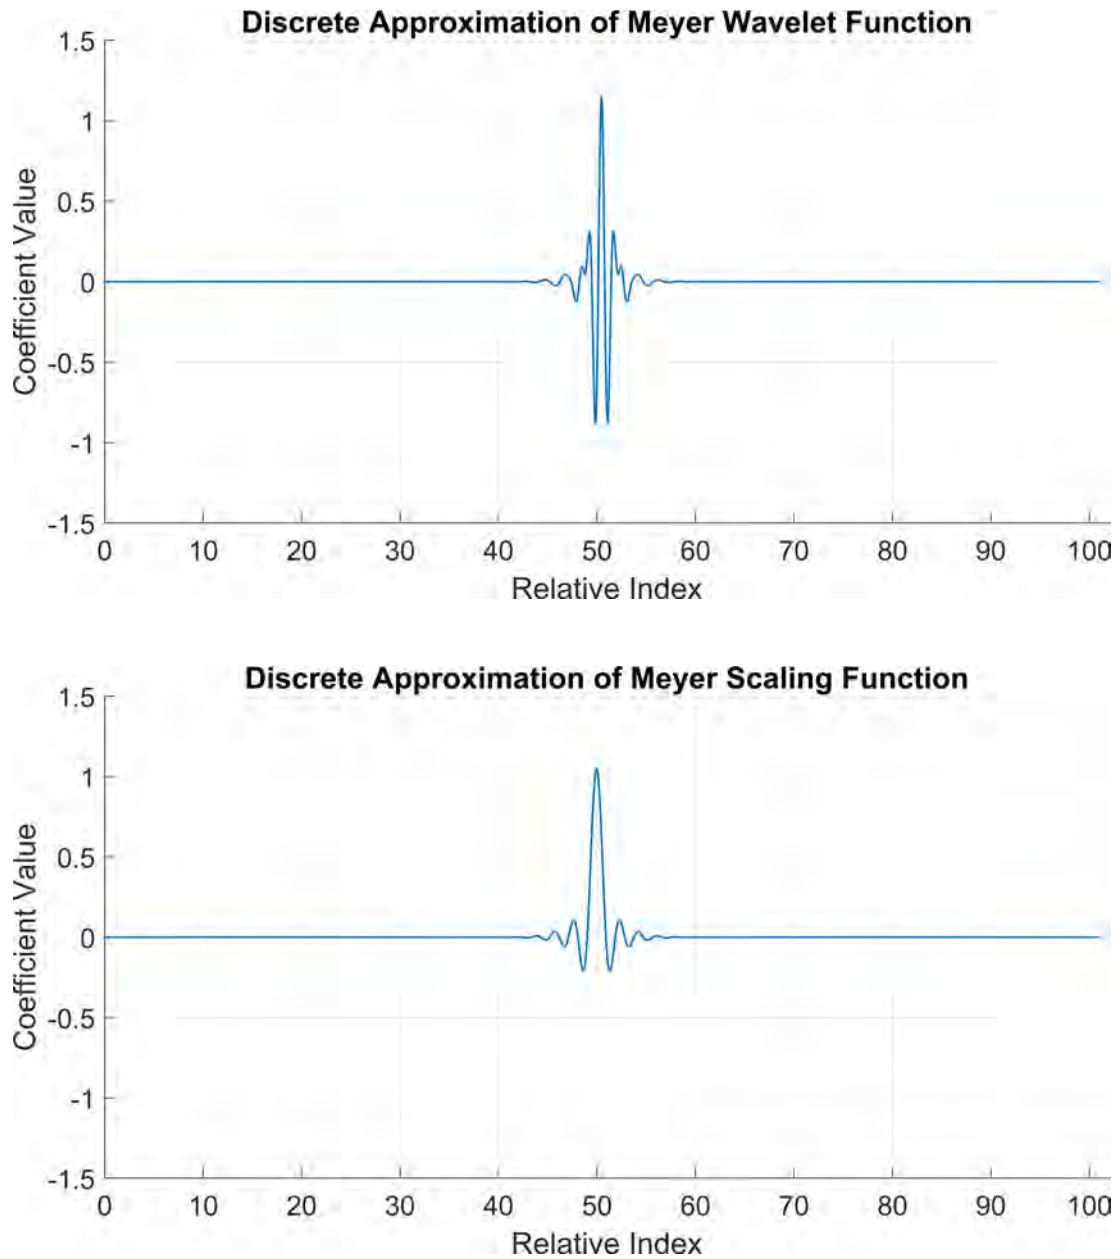 Discrete Approximation of Meyer Wavelet Function
1.5
1
0.5
0
-0.5
-1
-1.5
Coefficient Value
0 10 20 30 40 50 60 70 80 90 100
Relative Index
Discrete Approximation of Meyer Scaling Function
1.5
1
0.5
0
-0.5
-1
-1.5
Coefficient Value
0 10 20 30 40 50 60 70 80 90 100
Relative Index